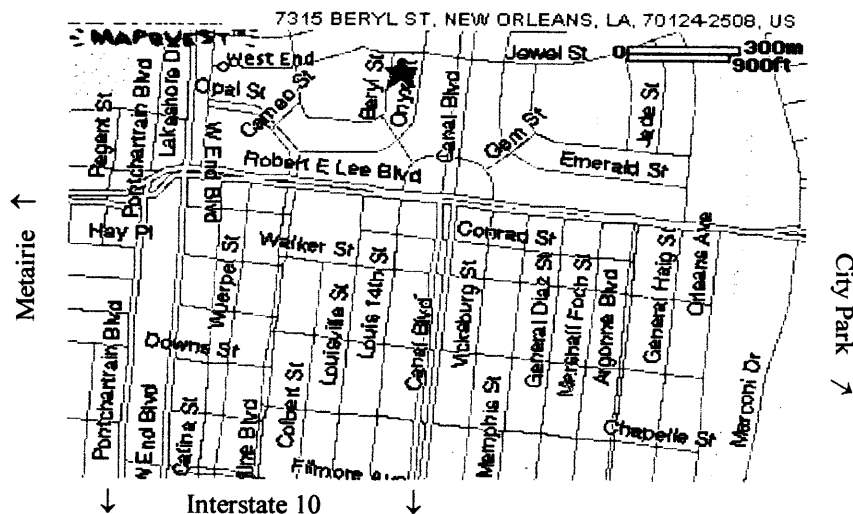 7315 BERYL ST, NEW ORLEANS, LA, 70124-2508, US
MAPQUEST
West End
Jewel St
0 300m
900ft
Opal St
Cameo St
Beryl St
Onyx St
Canal Blvd
Gem St
Jade St
Regent St
Pontchartrain Blvd
Lakeshore Dr
W End Blvd
Robert E Lee Blvd
Emerald St
Metairie ↑
Hay Pl
Walker St
Conrad St
Wuerpel St
Louisville St
Louis 14th St
Canal Blvd
Vicksburg St
General Diaz St
Marshall Foch St
Argonne Blvd
General Haig St
Orleans Ave
City Park ↗
Downs St
Pontchartrain Blvd
W End Blvd
Catina St
Colbert St
Memphis St
Chapelle St
Marconi Dr
Filmore Ave
↓ Interstate 10 ↓